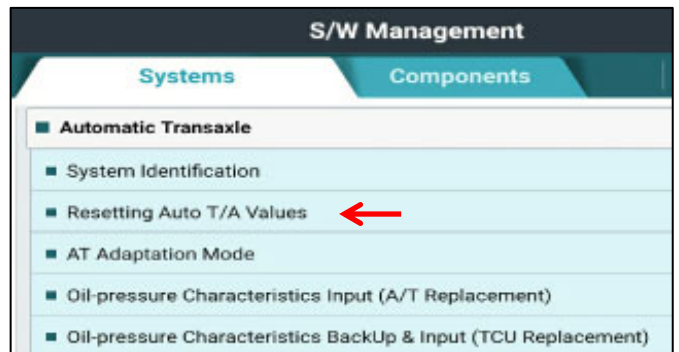 S/W Management
Systems
Components
Automatic Transaxle
System Identification
Resetting Auto T/A Values
AT Adaptation Mode
Oil-pressure Characteristics Input (A/T Replacement)
Oil-pressure Characteristics BackUp & Input (TCU Replacement)